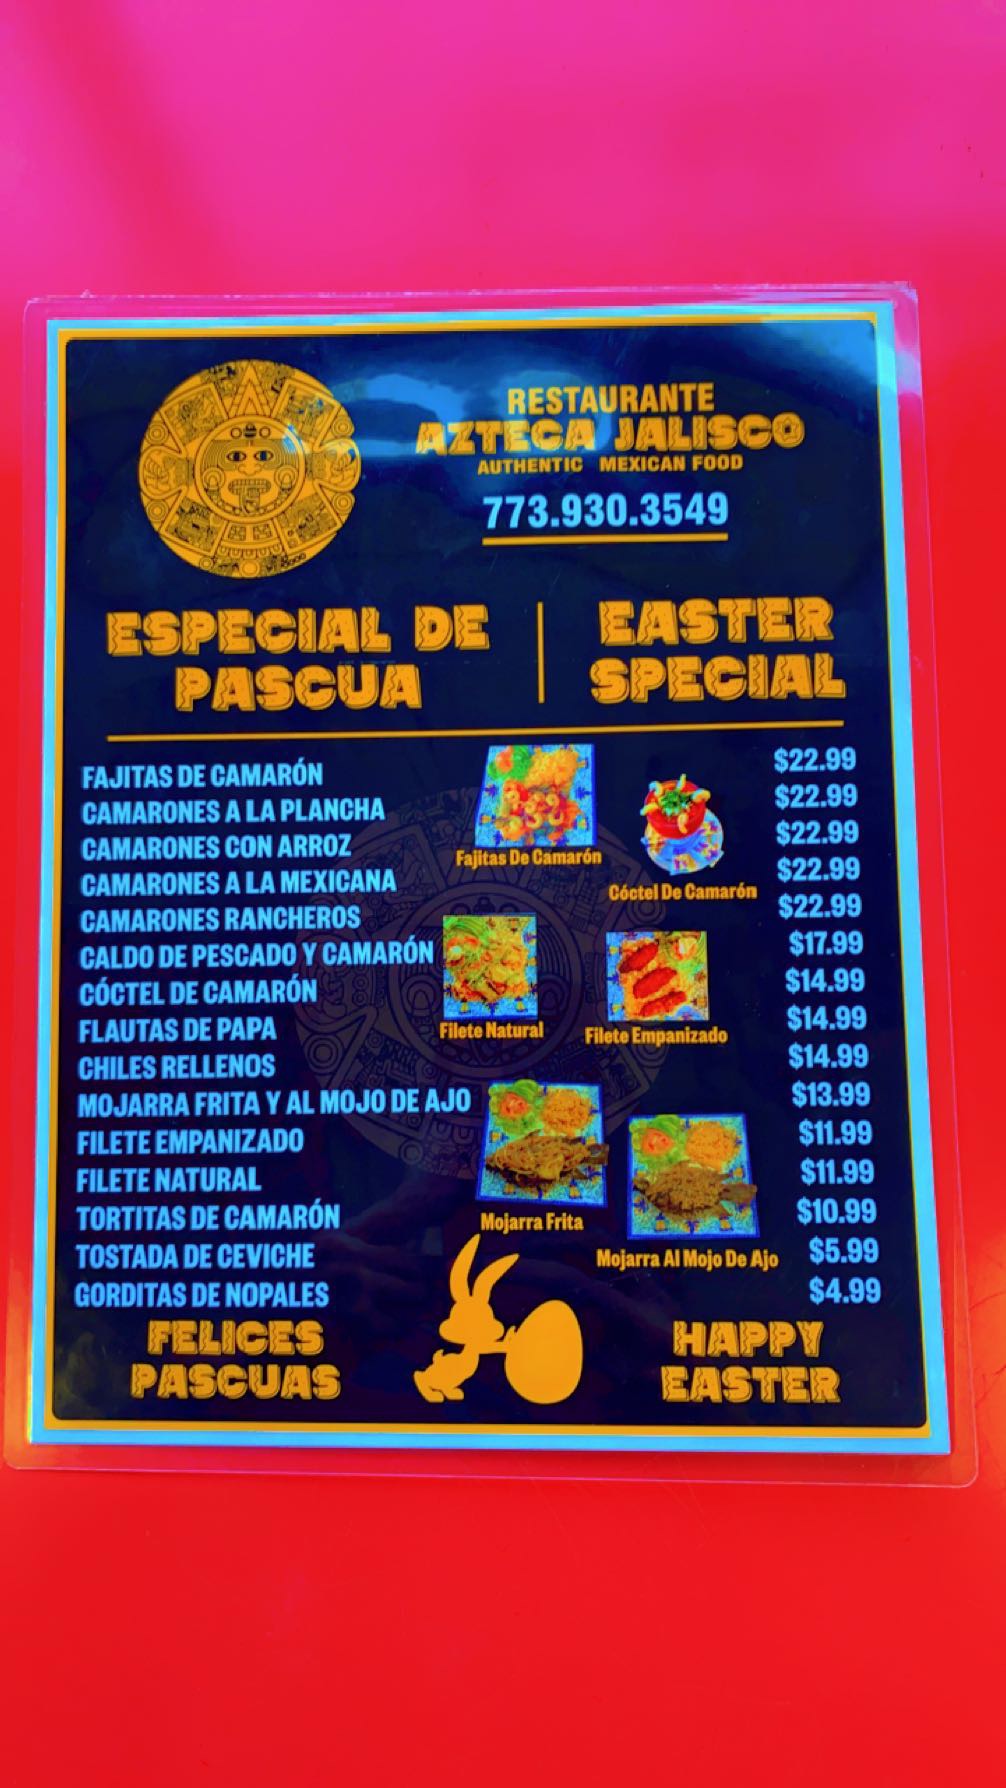 RESTAURANTE
AZTECA JALISCO
AUTHENTIC MEXICAN FOOD
773.930.3549
ESPECIAL DE
PASCUA
EASTER
SPECIAL
FAJITAS DE CAMARÓN $22.99
CAMARONES A LA PLANCHA $22.99
CAMARONES CON ARROZ $22.99
CAMARONES A LA MEXICANA $22.99
CAMARONES RANCHEROS $22.99
CALDO DE PESCADO Y CAMARÓN $17.99
CÓCTEL DE CAMARÓN $14.99
FLAUTAS DE PAPA $14.99
CHILES RELLENOS $14.99
MOJARRA FRITA Y AL MOJO DE AJO $13.99
FILETE EMPANIZADO $11.99
FILETE NATURAL $11.99
TORTITAS DE CAMARÓN $10.99
TOSTADA DE CEVICHE $5.99
GORDITAS DE NOPALES $4.99
Fajitas De Camarón
Cóctel De Camarón
Filete Natural
Filete Empanizado
Mojarra Frita
Mojarra Al Mojo De Ajo
FELICES
PASCUAS
HAPPY
EASTER